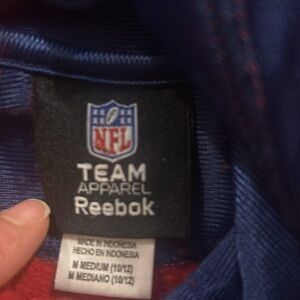 NFL
TEAM
APPAREL
Reebok
MADE IN INDONESIA
HECHO EN INDONESIA
M MEDIUM (10/12)
M MEDIANO (10/12)